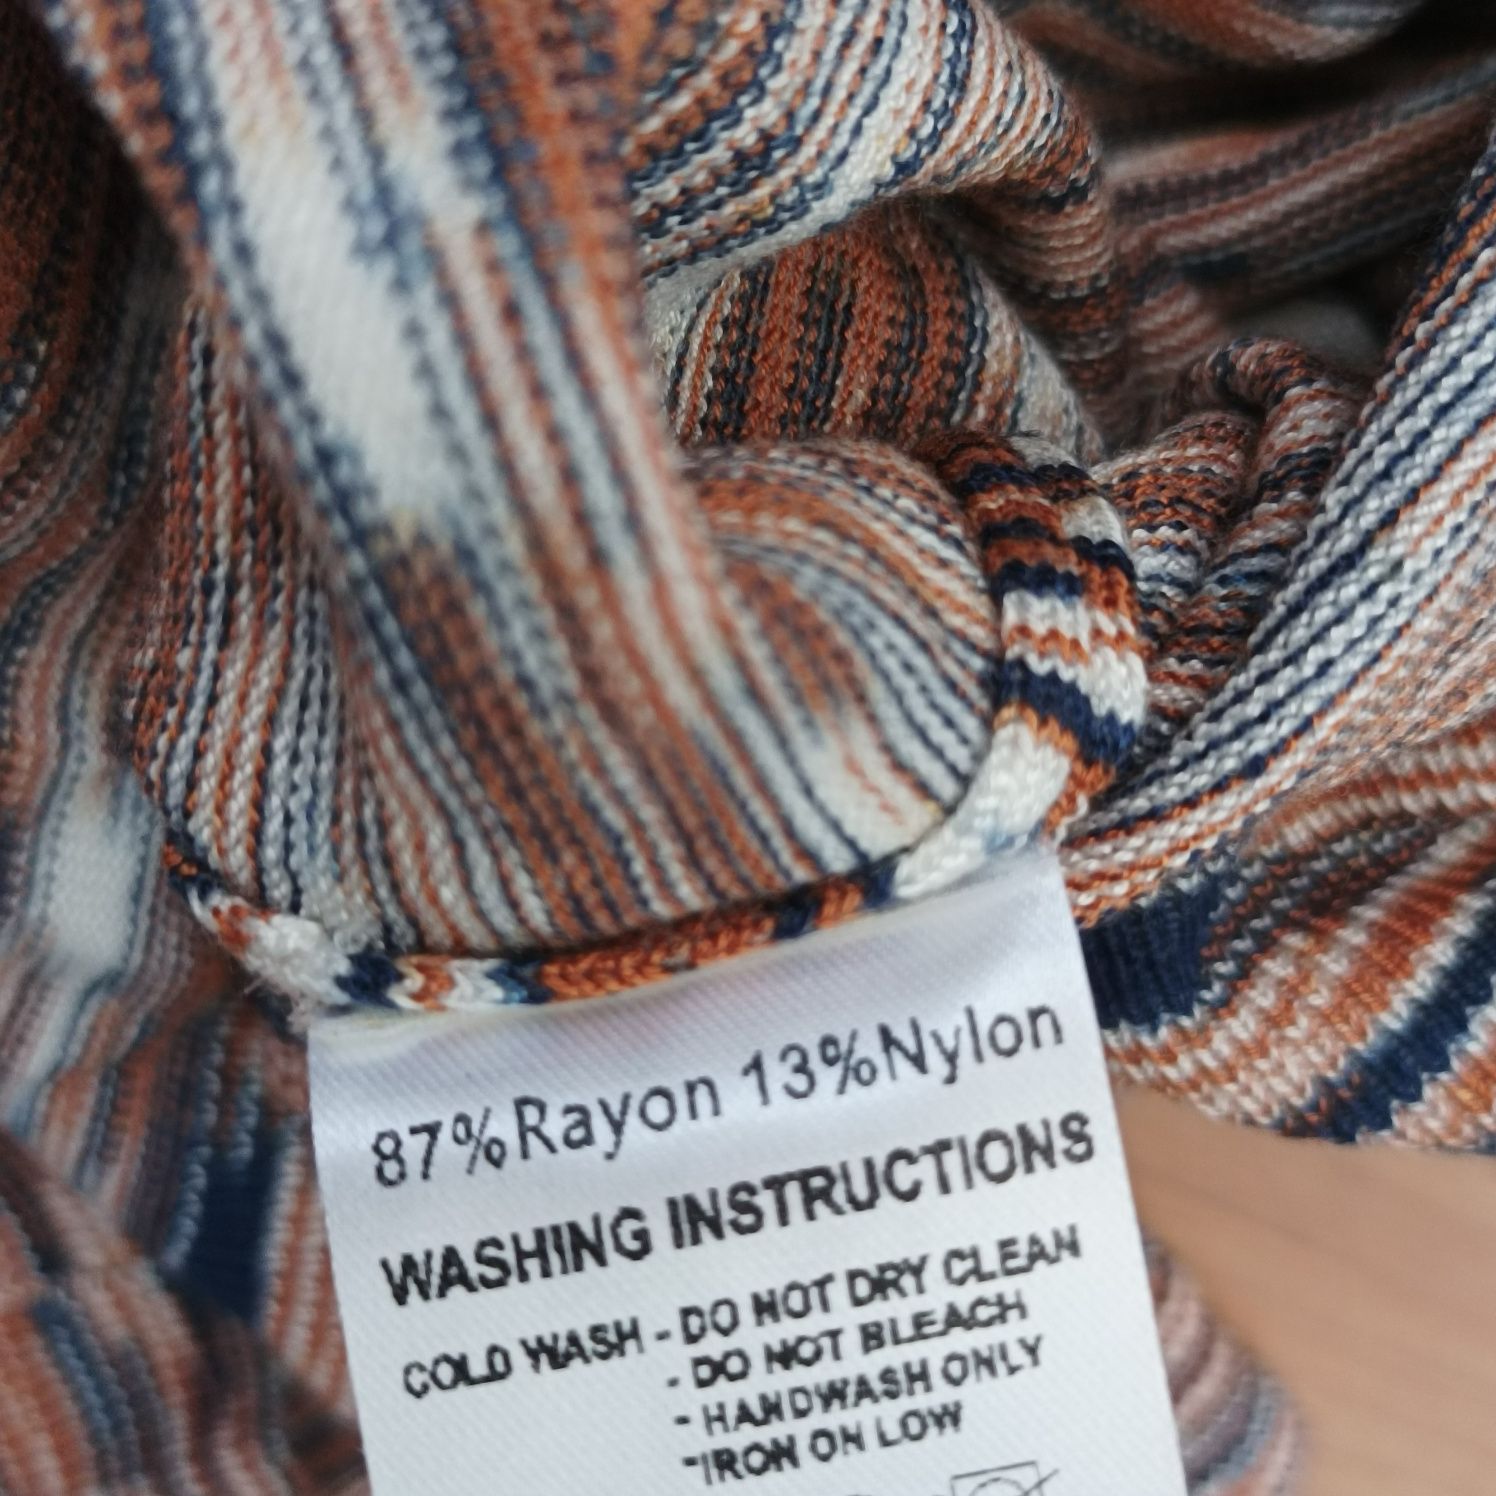 87%Rayon 13%Nylon
WASHING INSTRUCTIONS
COLD WASH - DO NOT DRY CLEAN
- DO NOT BLEACH
- HANDWASH ONLY
- IRON ON LOW